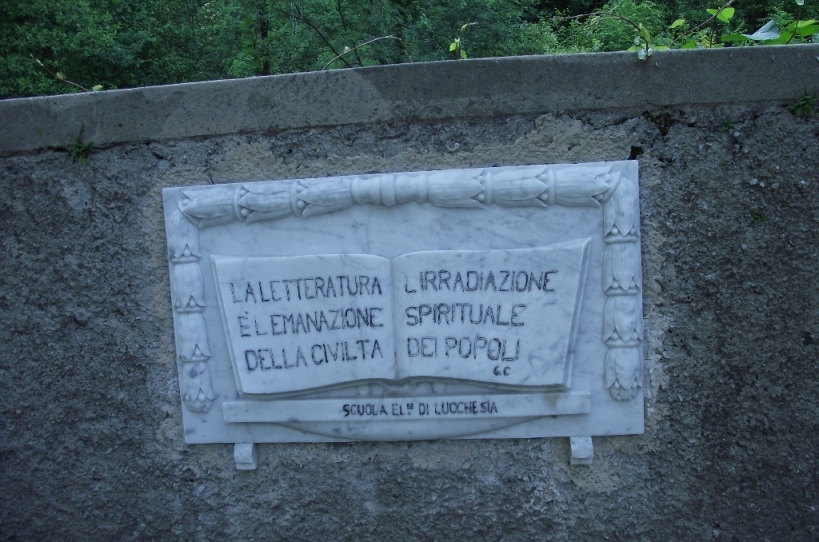 LA LETTERATURA
È L EMANAZIONE
DELLA CIVILTA
L IRRADIAZIONE
SPIRITUALE
DEI POPOLI
G C
SCUOLA EL.RE DI LUCCHESIA